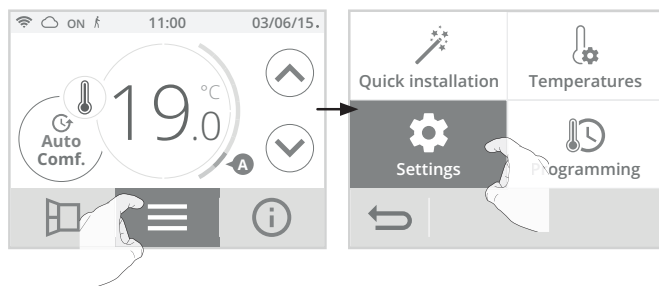 ON 11:00 03/06/15.
19.0 °C
Auto
Comf.
A
Quick installation Temperatures
Settings Programming